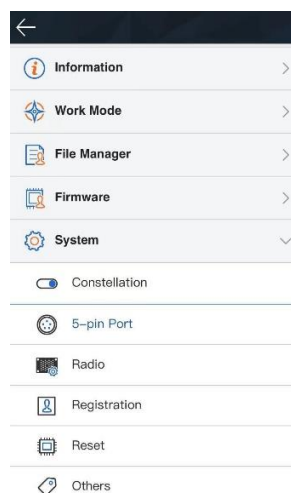 Information
Work Mode
File Manager
Firmware
System
Constellation
5-pin Port
Radio
Registration
Reset
Others